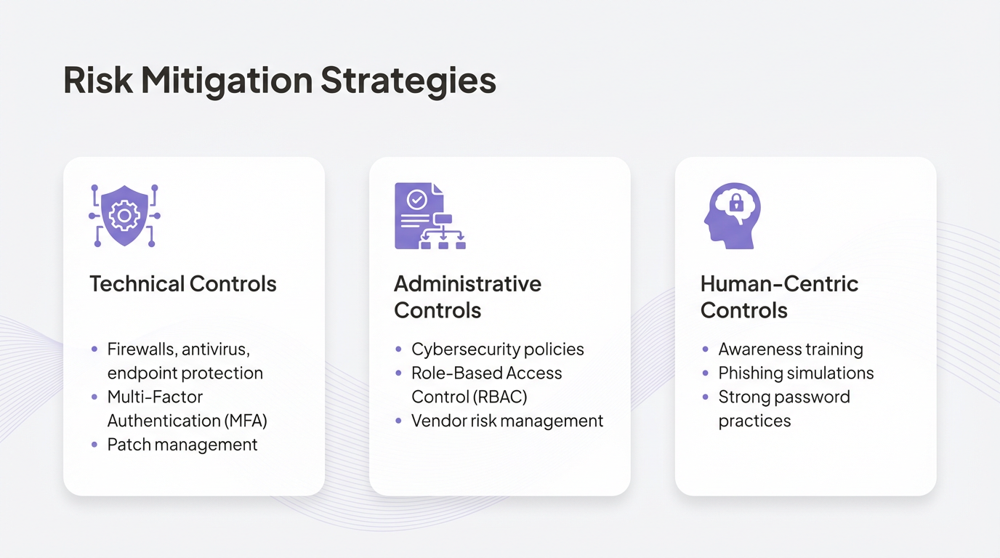 Risk Mitigation Strategies
Technical Controls
• Firewalls, antivirus,
endpoint protection
• Multi-Factor
Authentication (MFA)
• Patch management
Administrative
Controls
• Cybersecurity policies
• Role-Based Access
Control (RBAC)
• Vendor risk management
Human-Centric
Controls
• Awareness training
• Phishing simulations
• Strong password
practices